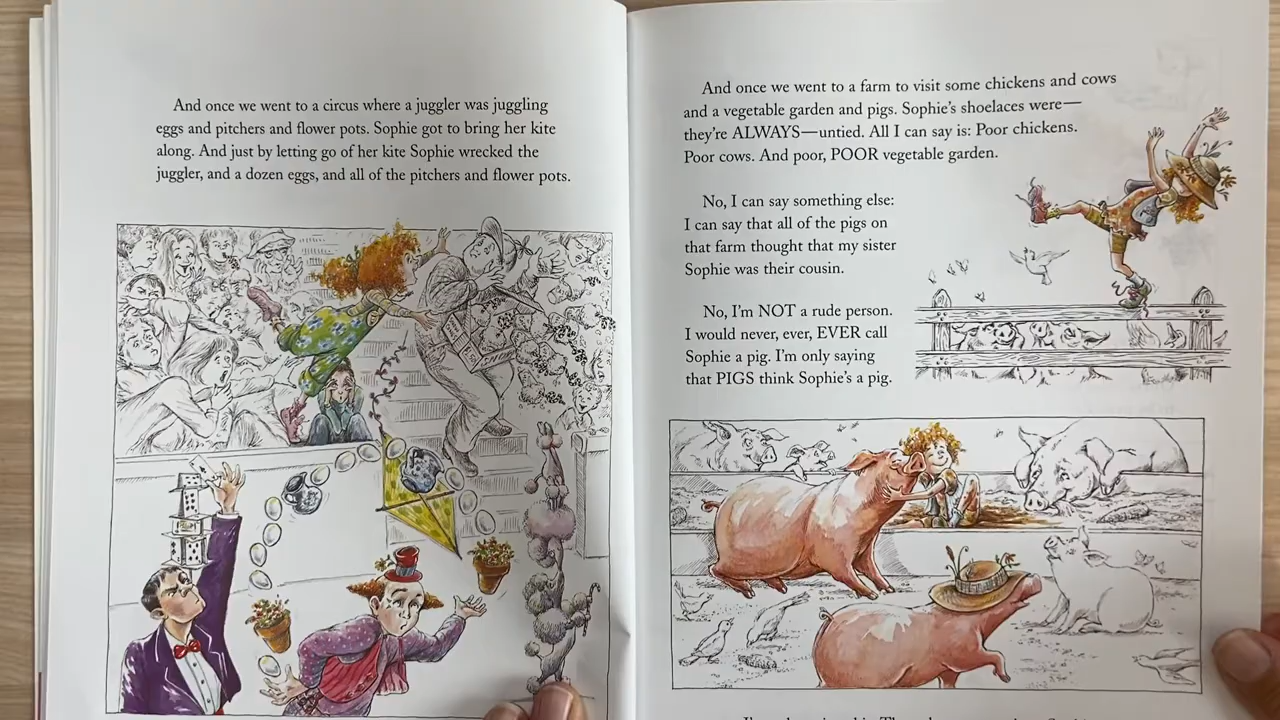 And once we went to a circus where a juggler was juggling
eggs and pitchers and flower pots. Sophie got to bring her kite
along. And just by letting go of her kite Sophie wrecked the
juggler, and a dozen eggs, and all of the pitchers and flower pots.
And once we went to a farm to visit some chickens and cows
and a vegetable garden and pigs. Sophie's shoelaces were—
they're ALWAYS—untied. All I can say is: Poor chickens.
Poor cows. And poor, POOR vegetable garden.
No, I can say something else:
I can say that all of the pigs on
that farm thought that my sister
Sophie was their cousin.
No, I'm NOT a rude person.
I would never, ever, EVER call
Sophie a pig. I'm only saying
that PIGS think Sophie's a pig.